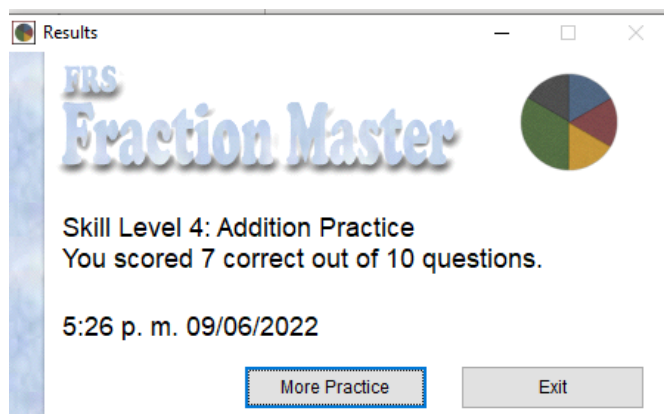 Results
FRS
Fraction Master
Skill Level 4: Addition Practice
You scored 7 correct out of 10 questions.
5:26 p. m. 09/06/2022
More Practice
Exit